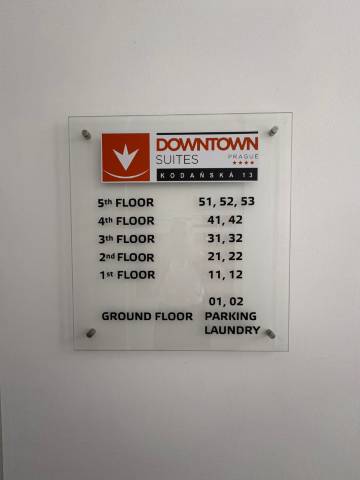 DOWNTOWN
SUITES PRAGUE
KODAŇSKÁ 13
5th FLOOR 51, 52, 53
4th FLOOR 41, 42
3th FLOOR 31, 32
2nd FLOOR 21, 22
1st FLOOR 11, 12
01, 02
GROUND FLOOR PARKING
LAUNDRY